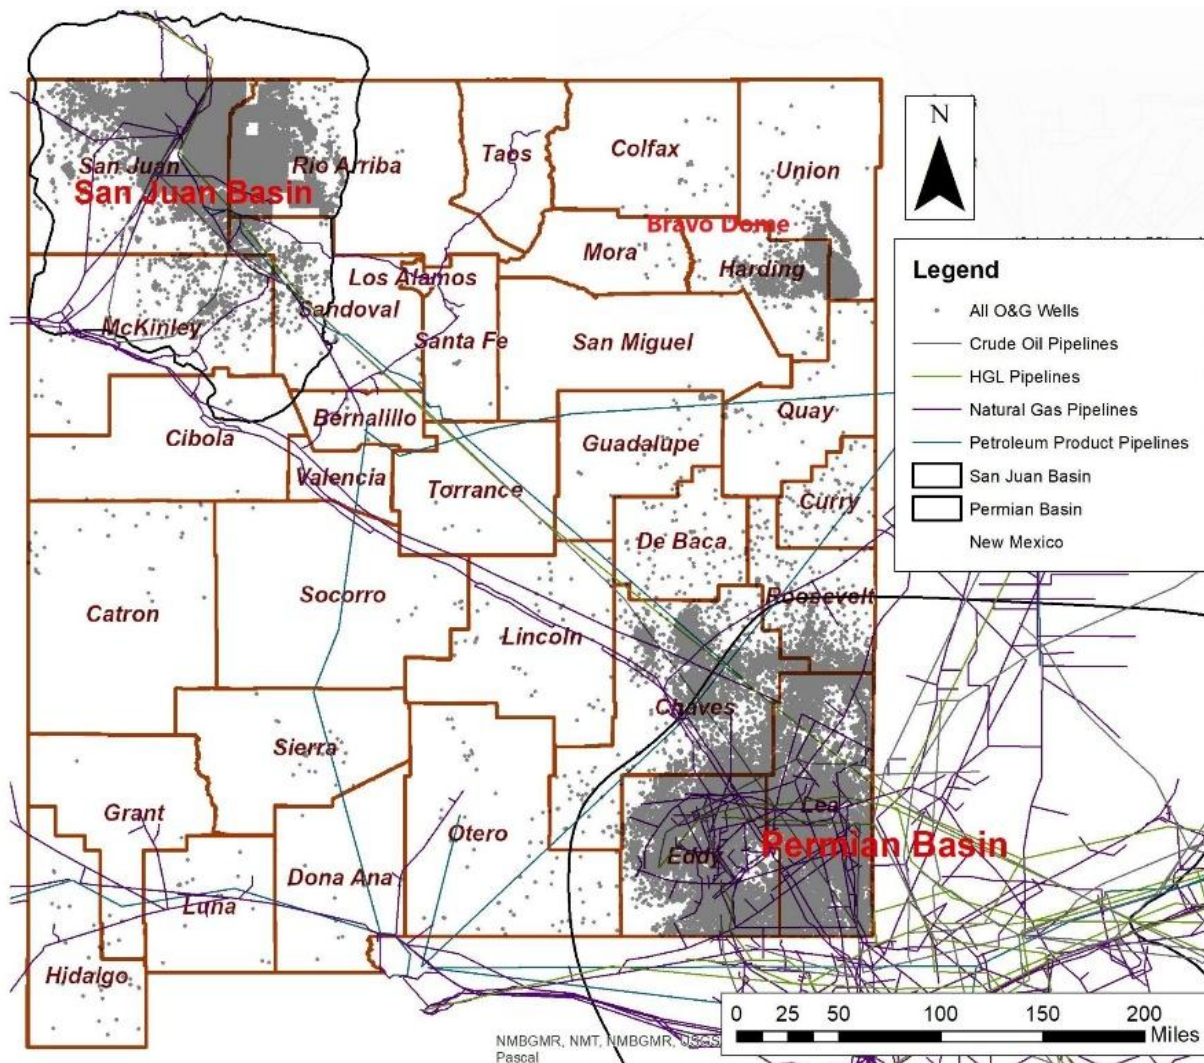 N
Colfax
Taos
San Juan
Rio Arriba
Union
San Juan Basin
Bravo Dome
Mora
Harding
Los Alamos
Sandoval
McKinley
Santa Fe
San Miguel
Bernalillo
Quay
Cibola
Guadalupe
Valencia
Torrance
Curry
De Baca
Catron
Socorro
Roosevelt
Lincoln
Chaves
Sierra
Grant
Otero
Lea
Permian Basin
Eddy
Dona Ana
Luna
Hidalgo
Legend
All O&G Wells
Crude Oil Pipelines
HGL Pipelines
Natural Gas Pipelines
Petroleum Product Pipelines
San Juan Basin
Permian Basin
New Mexico
0 25 50 100 150 200
Miles
NMBGMR, NMT, NMBGMR, USGS
Pascal